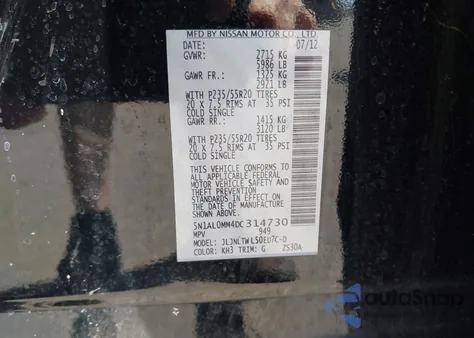 MFD BY NISSAN MOTOR CO., LTD.
DATE: 07/12
GVWR: 2715 KG
5986 LB
GAWR FR.: 1325 KG
2921 LB
WITH P235/55R20 TIRES
20 X 7.5 RIMS AT 35 PSI
COLD SINGLE
GAWR RR.: 1415 KG
3120 LB
WITH P235/55R20 TIRES
20 X 7.5 RIMS AT 35 PSI
COLD SINGLE
THIS VEHICLE CONFORMS TO
ALL APPLICABLE FEDERAL
MOTOR VEHICLE SAFETY AND
THEFT PREVENTION
STANDARDS IN EFFECT
ON THE DATE OF
MANUFACTURE SHOWN ABOVE.
5N1AL0MM4DC314730
MPV 949
MODEL: JLJNLTWL50EU7C-D
COLOR: KH3 TRIM: G ZS30A
autoSnap